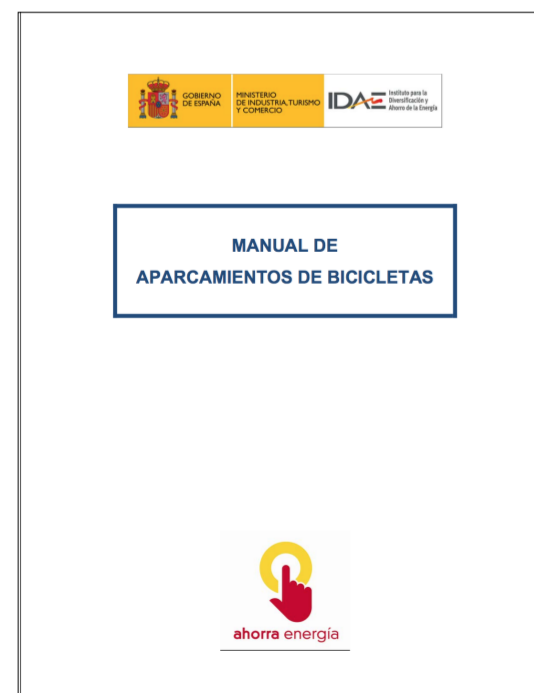 GOBIERNO
DE ESPAÑA
MINISTERIO
DE INDUSTRIA, TURISMO
Y COMERCIO
IDAE
Instituto para la
Diversificación y
Ahorro de la Energía
MANUAL DE
APARCAMIENTOS DE BICICLETAS
ahorra energía